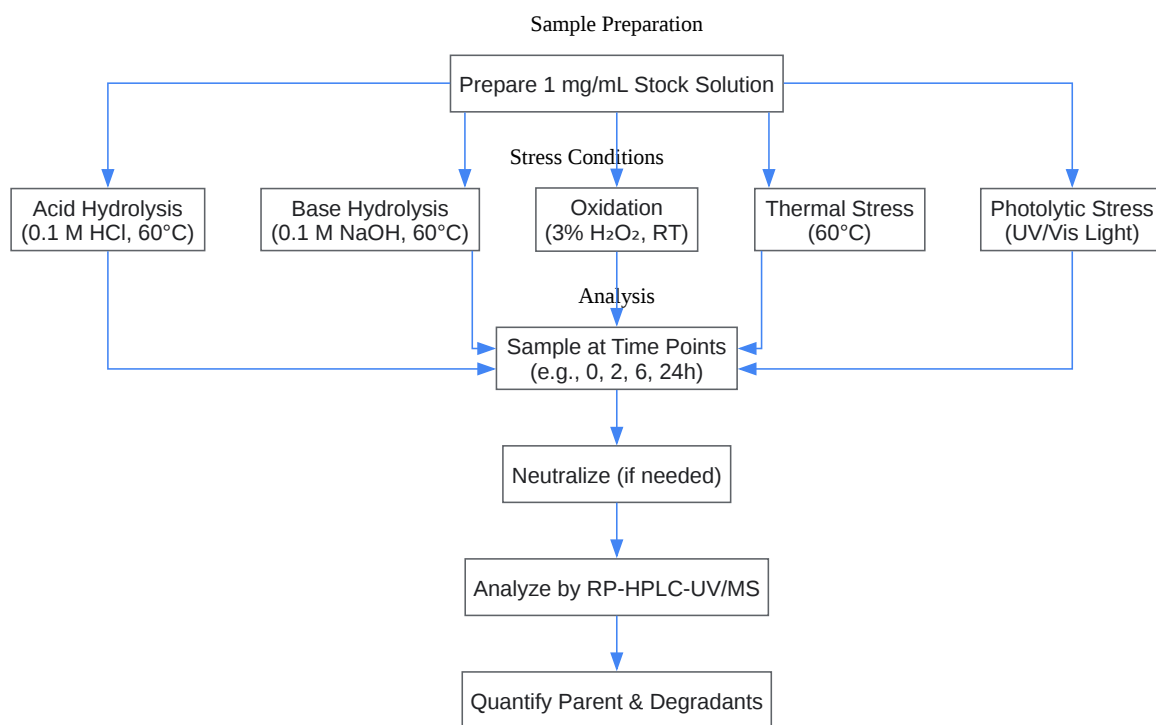 Sample Preparation
Prepare 1 mg/mL Stock Solution
Stress Conditions
Acid Hydrolysis
(0.1 M HCl, 60°C)
Base Hydrolysis
(0.1 M NaOH, 60°C)
Oxidation
(3% H₂O₂, RT)
Thermal Stress
(60°C)
Photolytic Stress
(UV/Vis Light)
Analysis
Sample at Time Points
(e.g., 0, 2, 6, 24h)
Neutralize (if needed)
Analyze by RP-HPLC-UV/MS
Quantify Parent & Degradants